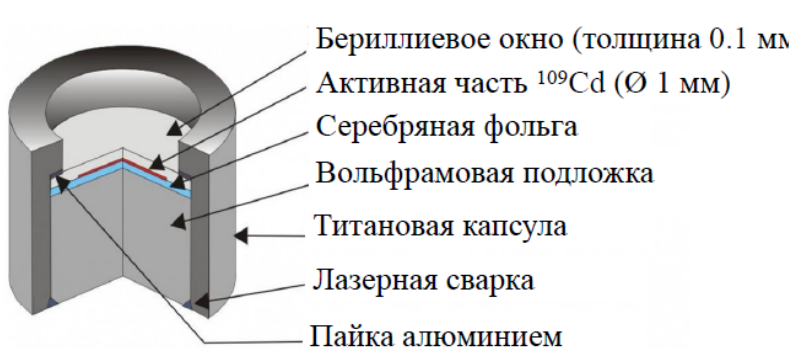 Бериллиевое окно (толщина 0.1 мм
Активная часть ¹⁰⁹Cd (Ø 1 мм)
Серебряная фольга
Вольфрамовая подложка
Титановая капсула
Лазерная сварка
Пайка алюминием